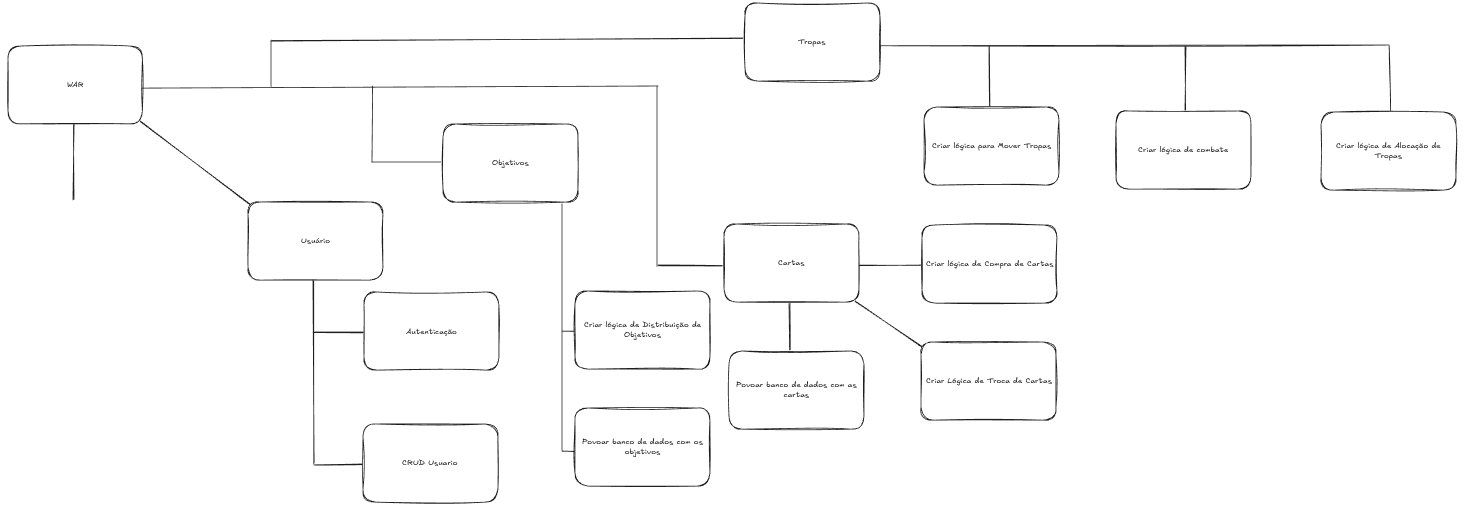 Tropas
WAR
Criar lógica para Mover Tropas
Criar lógica de combate
Criar lógica de Alocação de
Tropas
Objetivos
Usuário
Cartas
Criar lógica de Compra de Cartas
Autenticação
Criar lógica de Distribuição de
Objetivos
Povoar banco de dados com as
cartas
Criar Lógica de Troca de Cartas
CRUD Usuario
Povoar banco de dados com os
objetivos